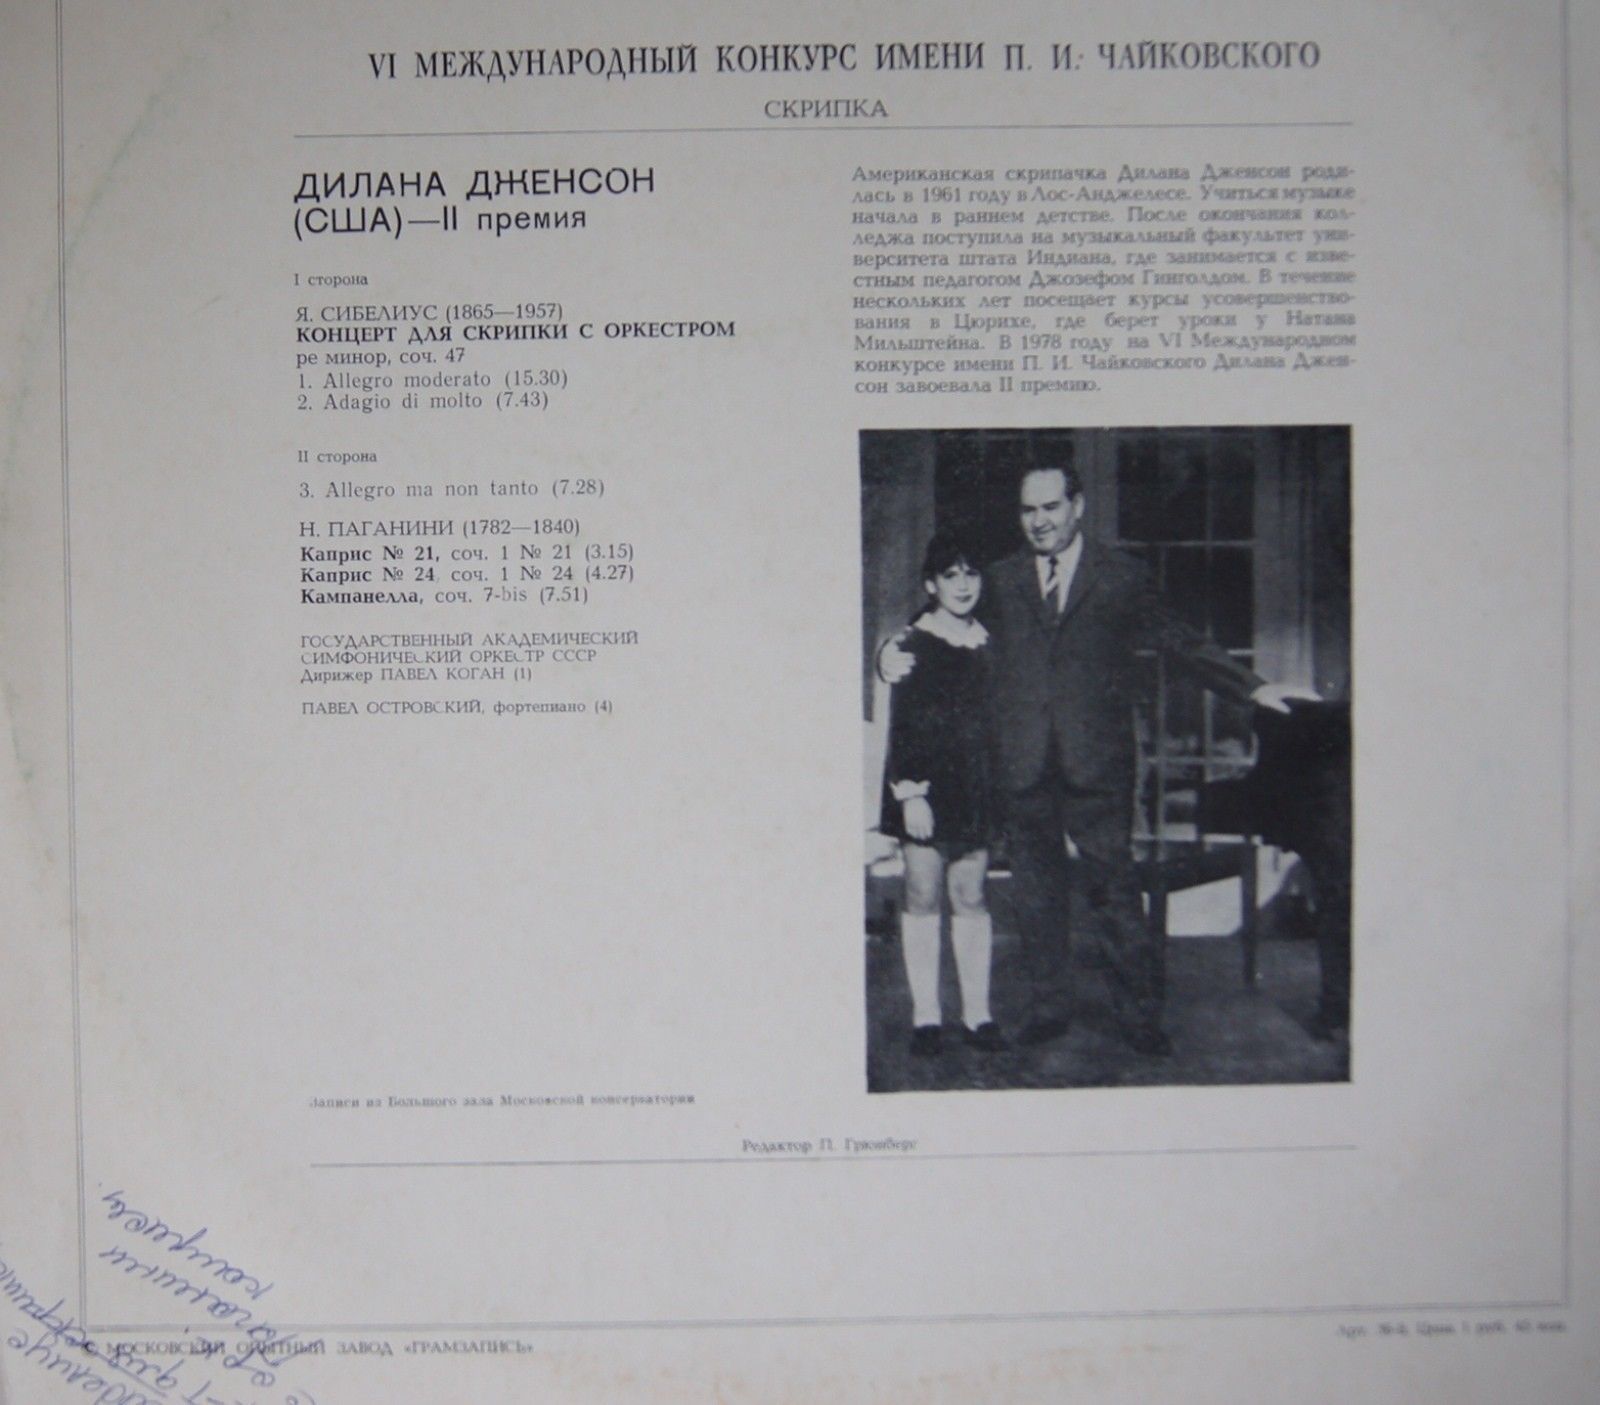 VI МЕЖДУНАРОДНЫЙ КОНКУРС ИМЕНИ П. И. ЧАЙКОВСКОГО
СКРИПКА
ДИЛАНА ДЖЕНСОН
(США)—II премия
I сторона
Я. СИБЕЛИУС (1865—1957)
КОНЦЕРТ ДЛЯ СКРИПКИ С ОРКЕСТРОМ
ре минор, соч. 47
1. Allegro moderato (15.30)
2. Adagio di molto (7.43)
II сторона
3. Allegro ma non tanto (7.28)
Н. ПАГАНИНИ (1782—1840)
Каприс № 21, соч. 1 № 21 (3.15)
Каприс № 24, соч. 1 № 24 (4.27)
Кампанелла, соч. 7-bis (7.51)
ГОСУДАРСТВЕННЫЙ АКАДЕМИЧЕСКИЙ
СИМФОНИЧЕСКИЙ ОРКЕСТР СССР
Дирижер ПАВЕЛ КОГАН (1)
ПАВЕЛ ОСТРОВСКИЙ, фортепиано (4)
Американская скрипачка Дилана Дженсон роди-
лась в 1961 году в Лос-Анджелесе. Учиться музыке
начала в раннем детстве. После окончания кол-
леджа поступила на музыкальный факультет уни-
верситета штата Индиана, где занимается с изве-
стным педагогом Джозефом Гинголдом. В течение
нескольких лет посещает курсы усовершенство-
вания в Цюрихе, где берет уроки у Натана
Мильштейна. В 1978 году на VI Международном
конкурсе имени П. И. Чайковского Дилана Джен-
сон завоевала II премию.
Записи из Большого зала Московской консерватории
Редактор П. Грюнберг
© МОСКОВСКИЙ ОПЫТНЫЙ ЗАВОД «ГРАМЗАПИСЬ»
Цена 1 руб. 45 коп.
Паганини
каприсы.